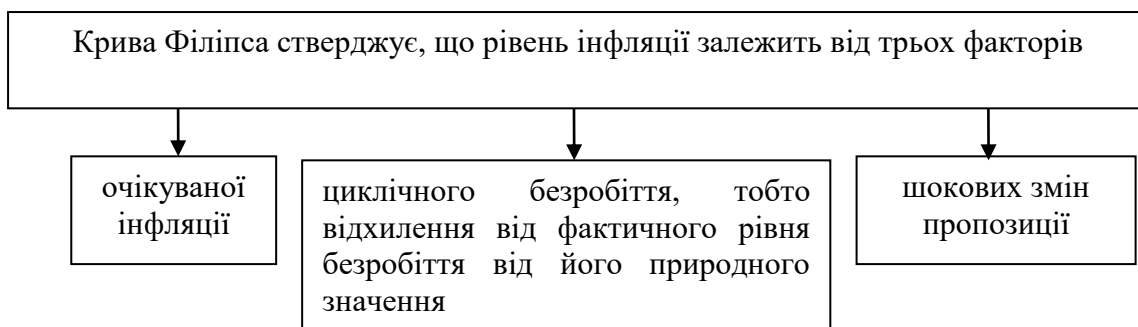 Крива Філіпса стверджує, що рівень інфляції залежить від трьох факторів
очікуваної
інфляції
циклічного безробіття, тобто
відхилення від фактичного рівня
безробіття від його природного
значення
шокових змін
пропозиції